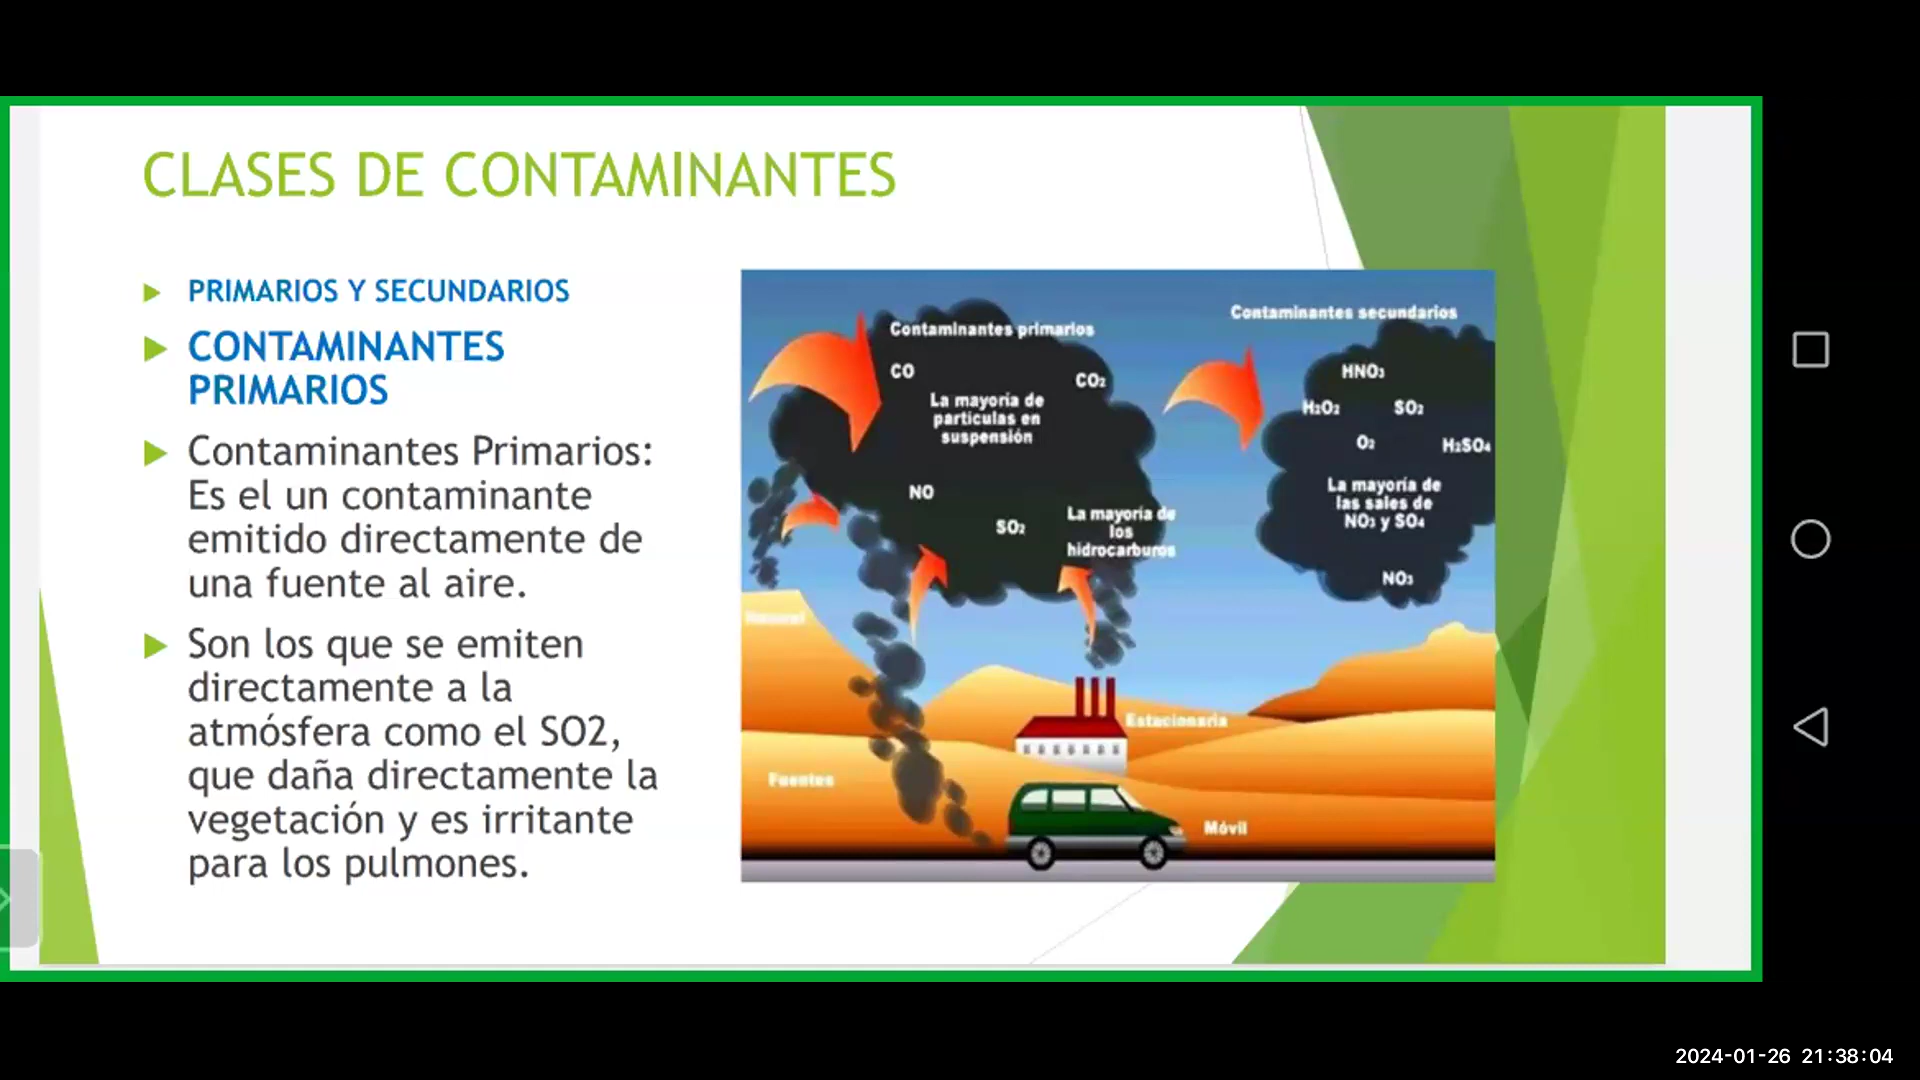 CLASES DE CONTAMINANTES
PRIMARIOS Y SECUNDARIOS
CONTAMINANTES
PRIMARIOS
Contaminantes Primarios:
Es el un contaminante
emitido directamente de
una fuente al aire.
Son los que se emiten
directamente a la
atmósfera como el SO2,
que daña directamente la
vegetación y es irritante
para los pulmones.
Contaminantes primarios
CO
CO₂
La mayoría de
partículas en
suspensión
NO
SO₂
La mayoría de
los
hidrocarburos
Contaminantes secundarios
HNO₃
H₂O₂
SO₂
O₂
H₂SO₄
La mayoría de
las sales de
NO₃ y SO₄
NO₃
Natural
Estacionaria
Fuentes
Móvil
2024-01-26 21:38:04